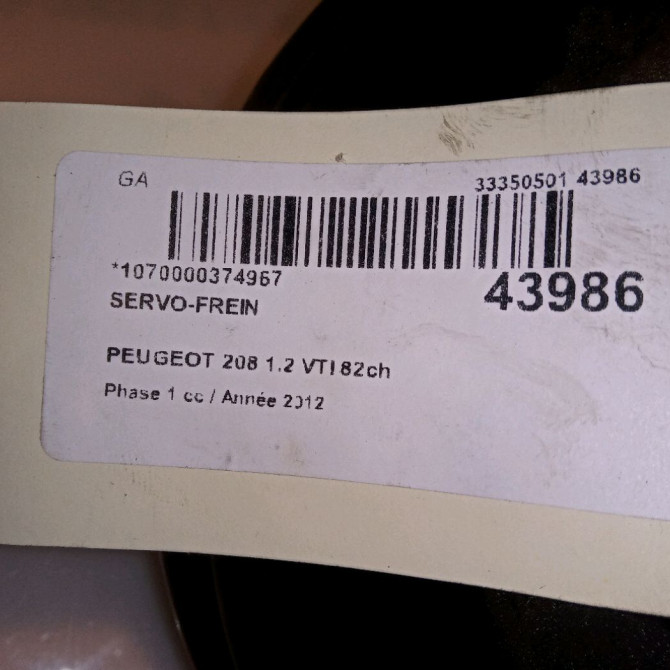 GA
33350501 43986
*1070000374967
43986
SERVO-FREIN
PEUGEOT 208 1.2 VTI 82ch
Phase 1 cc / Année 2012